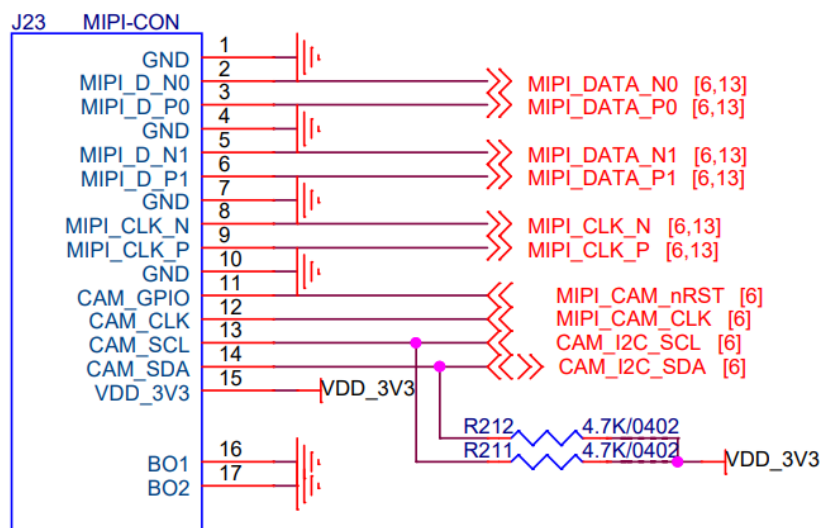 J23 MIPI-CON
GND 1
MIPI_D_N0 2 MIPI_DATA_N0 [6,13]
MIPI_D_P0 3 MIPI_DATA_P0 [6,13]
GND 4
MIPI_D_N1 5 MIPI_DATA_N1 [6,13]
MIPI_D_P1 6 MIPI_DATA_P1 [6,13]
GND 7
MIPI_CLK_N 8 MIPI_CLK_N [6,13]
MIPI_CLK_P 9 MIPI_CLK_P [6,13]
GND 10
CAM_GPIO 11 MIPI_CAM_nRST [6]
CAM_CLK 12 MIPI_CAM_CLK [6]
CAM_SCL 13 CAM_I2C_SCL [6]
CAM_SDA 14 CAM_I2C_SDA [6]
VDD_3V3 15 VDD_3V3
R212 4.7K/0402
R211 4.7K/0402 VDD_3V3
BO1 16
BO2 17